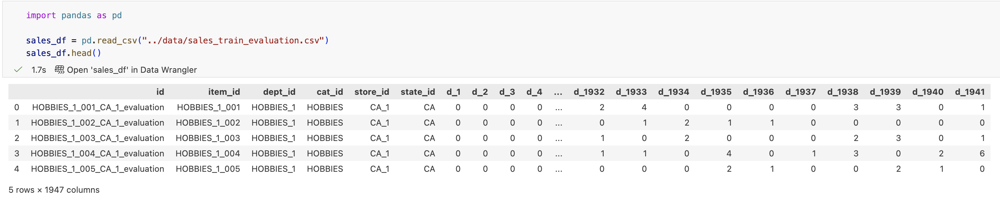 import pandas as pd
sales_df = pd.read_csv("../data/sales_train_evaluation.csv")
sales_df.head()
1.7s Open 'sales_df' in Data Wrangler
id item_id dept_id cat_id store_id state_id d_1 d_2 d_3 d_4 ... d_1932 d_1933 d_1934 d_1935 d_1936 d_1937 d_1938 d_1939 d_1940 d_1941
0 HOBBIES_1_001_CA_1_evaluation HOBBIES_1_001 HOBBIES_1 HOBBIES CA_1 CA 0 0 0 0 ... 2 4 0 0 0 0 3 3 0 1
1 HOBBIES_1_002_CA_1_evaluation HOBBIES_1_002 HOBBIES_1 HOBBIES CA_1 CA 0 0 0 0 ... 0 1 2 1 1 0 0 0 0 0
2 HOBBIES_1_003_CA_1_evaluation HOBBIES_1_003 HOBBIES_1 HOBBIES CA_1 CA 0 0 0 0 ... 1 0 2 0 0 0 2 3 0 1
3 HOBBIES_1_004_CA_1_evaluation HOBBIES_1_004 HOBBIES_1 HOBBIES CA_1 CA 0 0 0 0 ... 1 1 0 4 0 1 3 0 2 6
4 HOBBIES_1_005_CA_1_evaluation HOBBIES_1_005 HOBBIES_1 HOBBIES CA_1 CA 0 0 0 0 ... 0 0 0 2 1 0 0 2 1 0
5 rows × 1947 columns